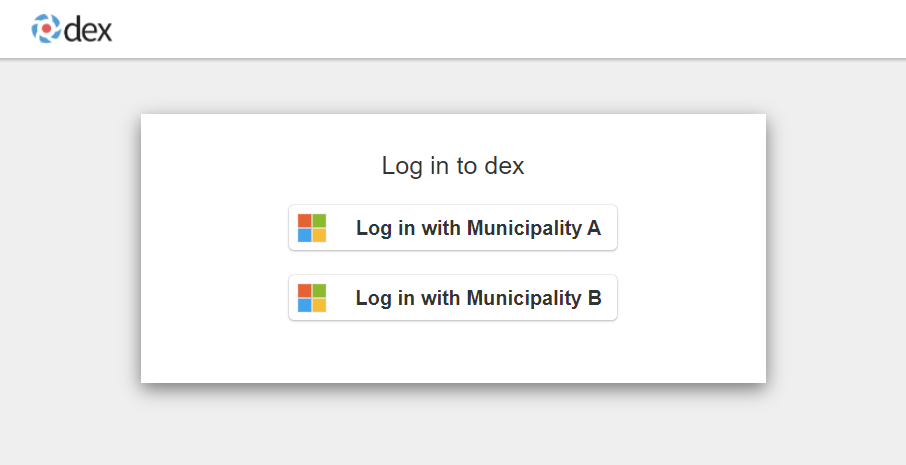 dex
Log in to dex
Log in with Municipality A
Log in with Municipality B